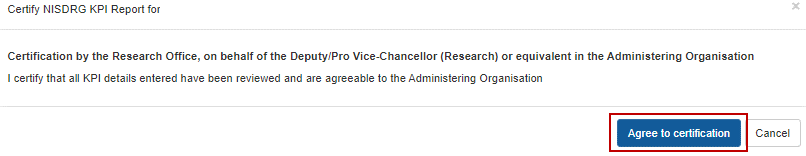 Certify NISDRG KPI Report for
×
Certification by the Research Office, on behalf of the Deputy/Pro Vice-Chancellor (Research) or equivalent in the Administering Organisation
I certify that all KPI details entered have been reviewed and are agreeable to the Administering Organisation
Agree to certification Cancel